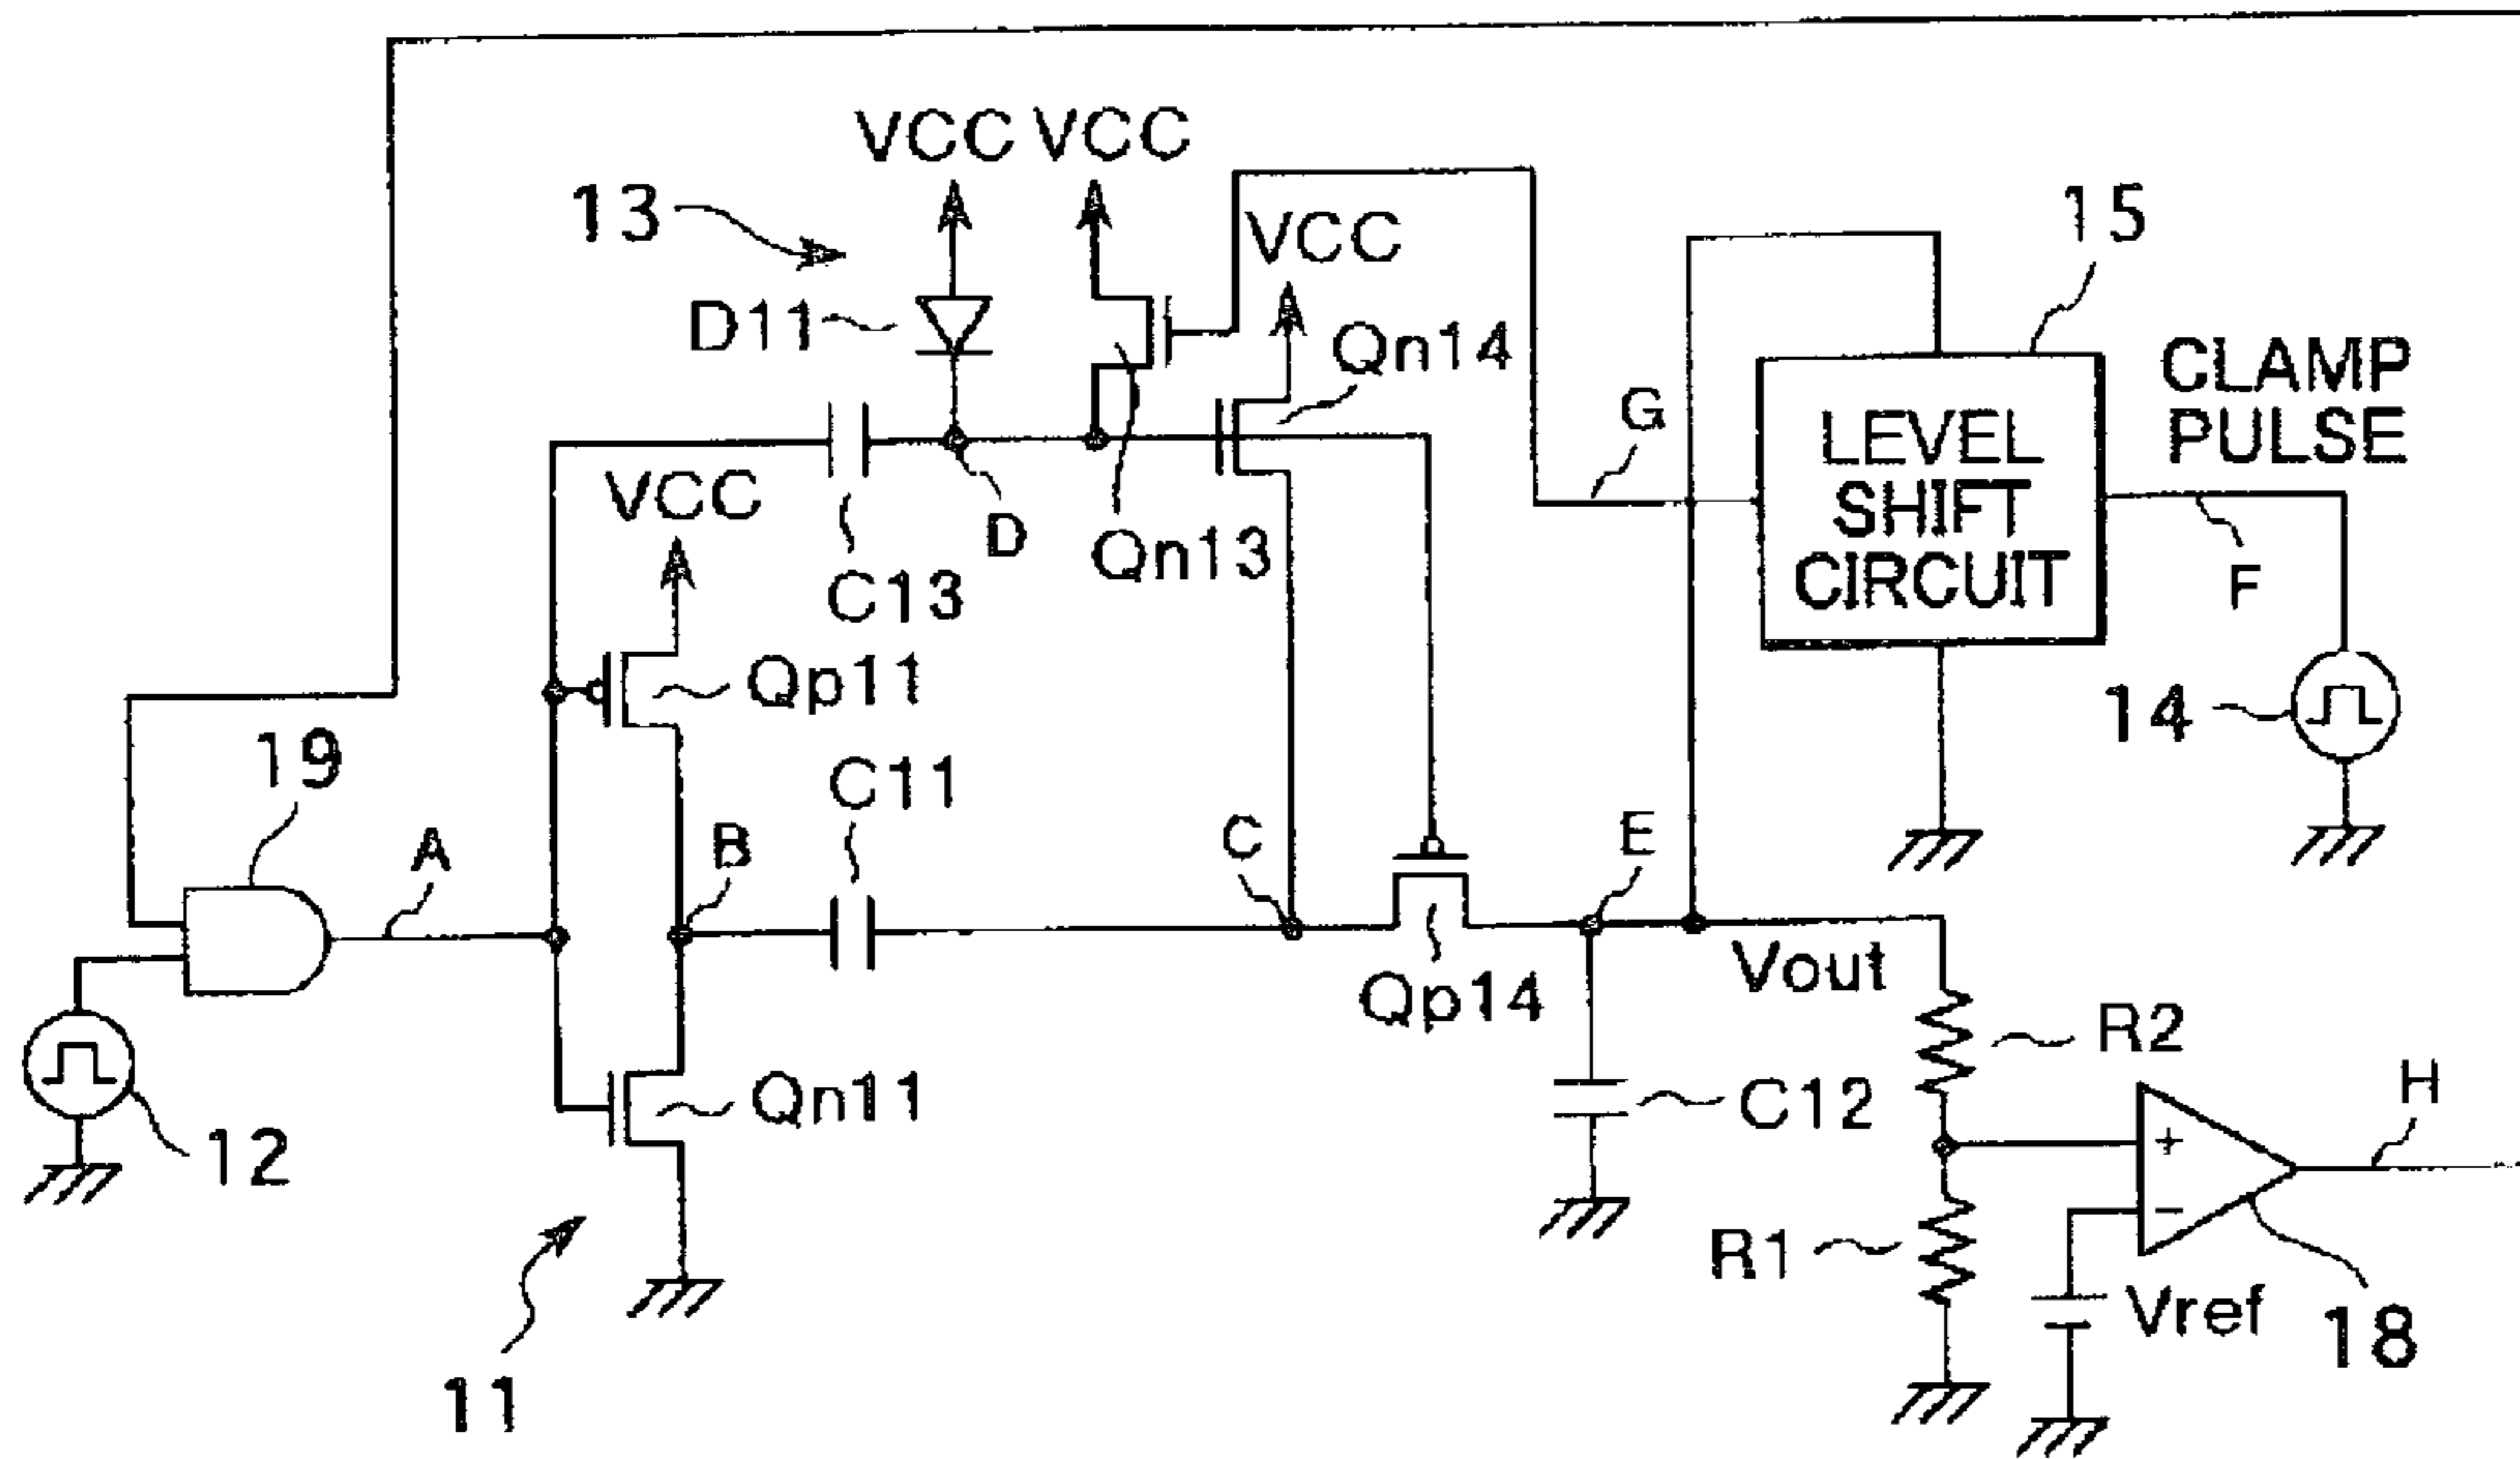 VCC VCC
13
VCC
15
D11
Qn14
CLAMP
PULSE
G
LEVEL
SHIFT
CIRCUIT
VCC
D
Qn13
C13
F
Qp11
14
19
C11
A
B
C
E
Vout
Qp14
R2
12
Qn11
C12
H
+
−
R1
Vref
18
11